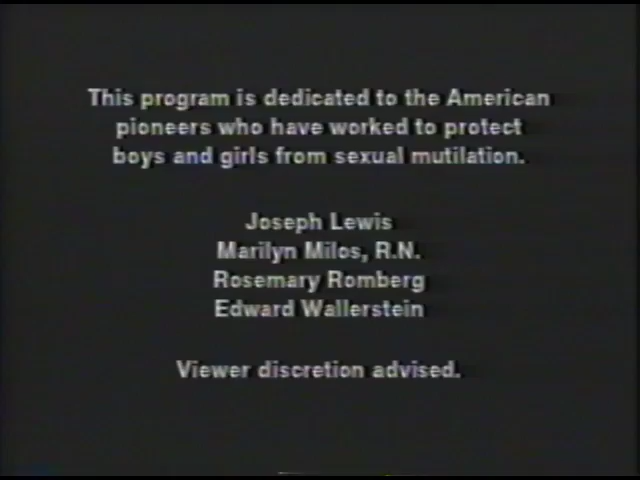 This program is dedicated to the American
pioneers who have worked to protect
boys and girls from sexual mutilation.
Joseph Lewis
Marilyn Milos, R.N.
Rosemary Romberg
Edward Wallerstein
Viewer discretion advised.